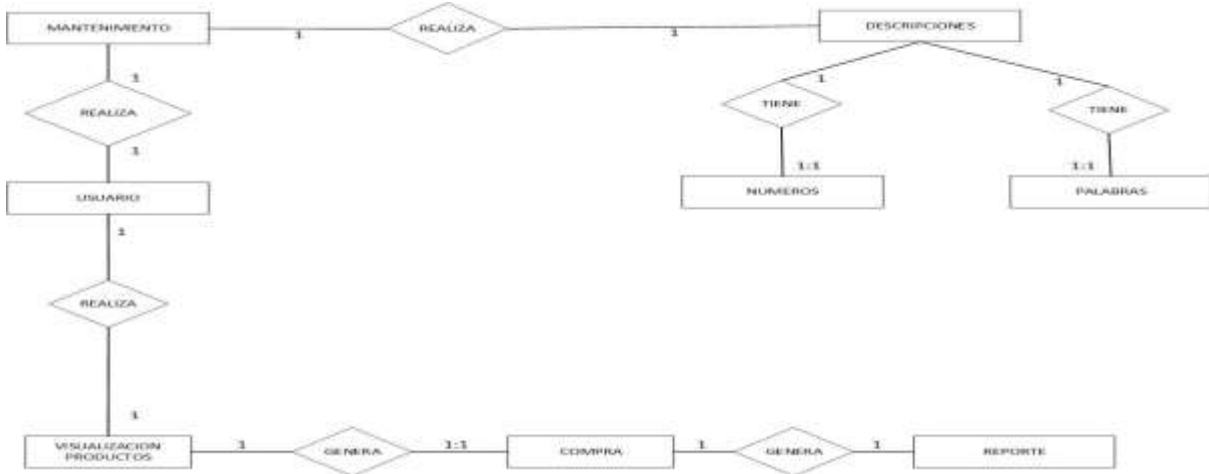 MANTENIMIENTO
REALIZA
DESCRIPCIONES
1
1
1
1
1
REALIZA
TIENE
TIENE
1
1:1
1:1
USUARIO
NUMEROS
PALABRAS
1
REALIZA
1
VISUALIZACION
PRODUCTOS
1
GENERA
1:1
COMPRA
1
GENERA
1
REPORTE